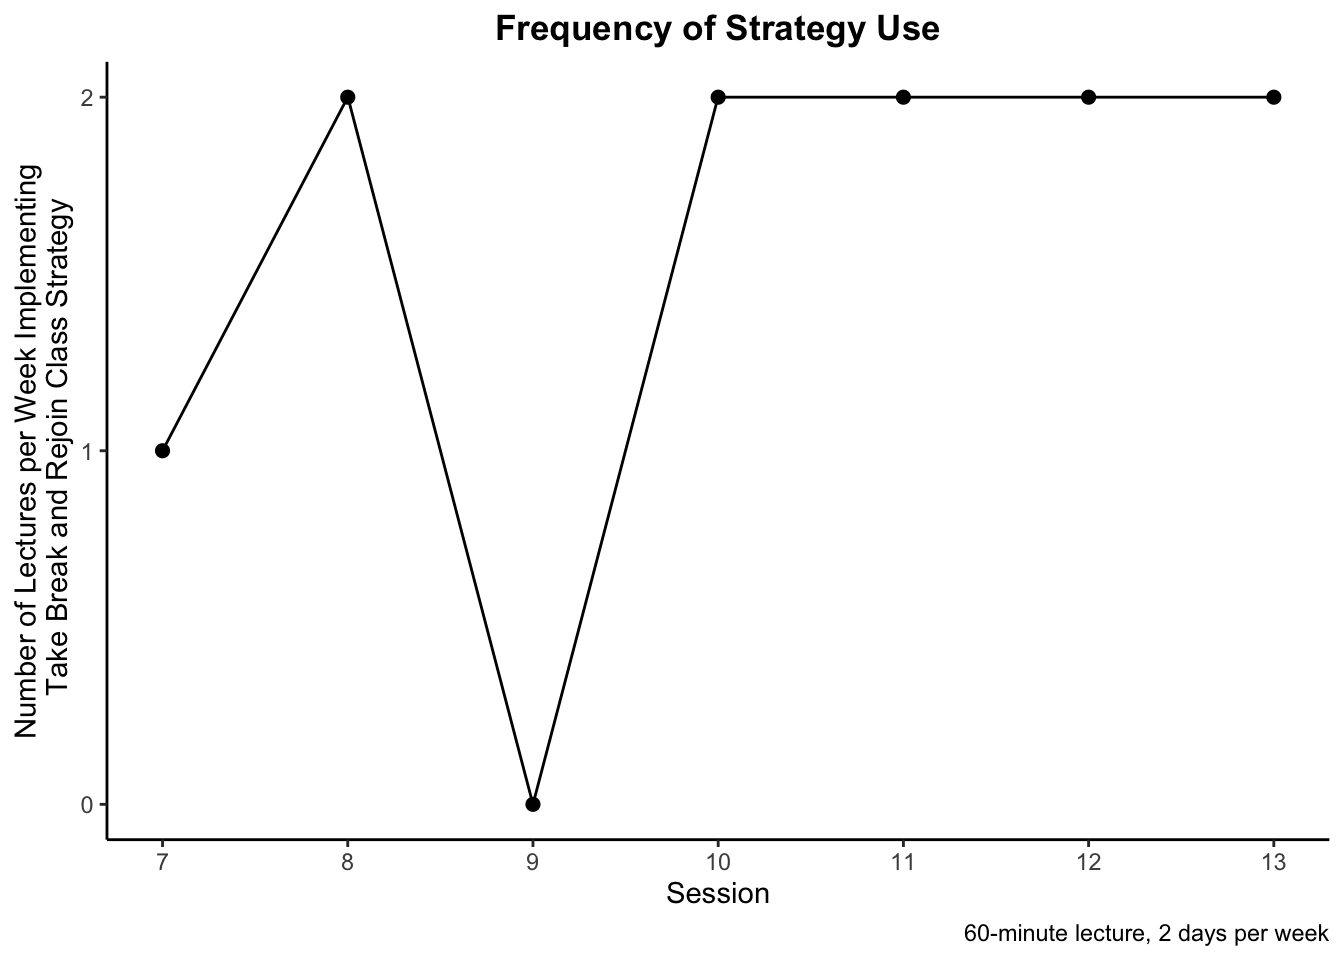 Frequency of Strategy Use
Number of Lectures per Week Implementing
Take Break and Rejoin Class Strategy
2
1
0
7 8 9 10 11 12 13
Session
60-minute lecture, 2 days per week